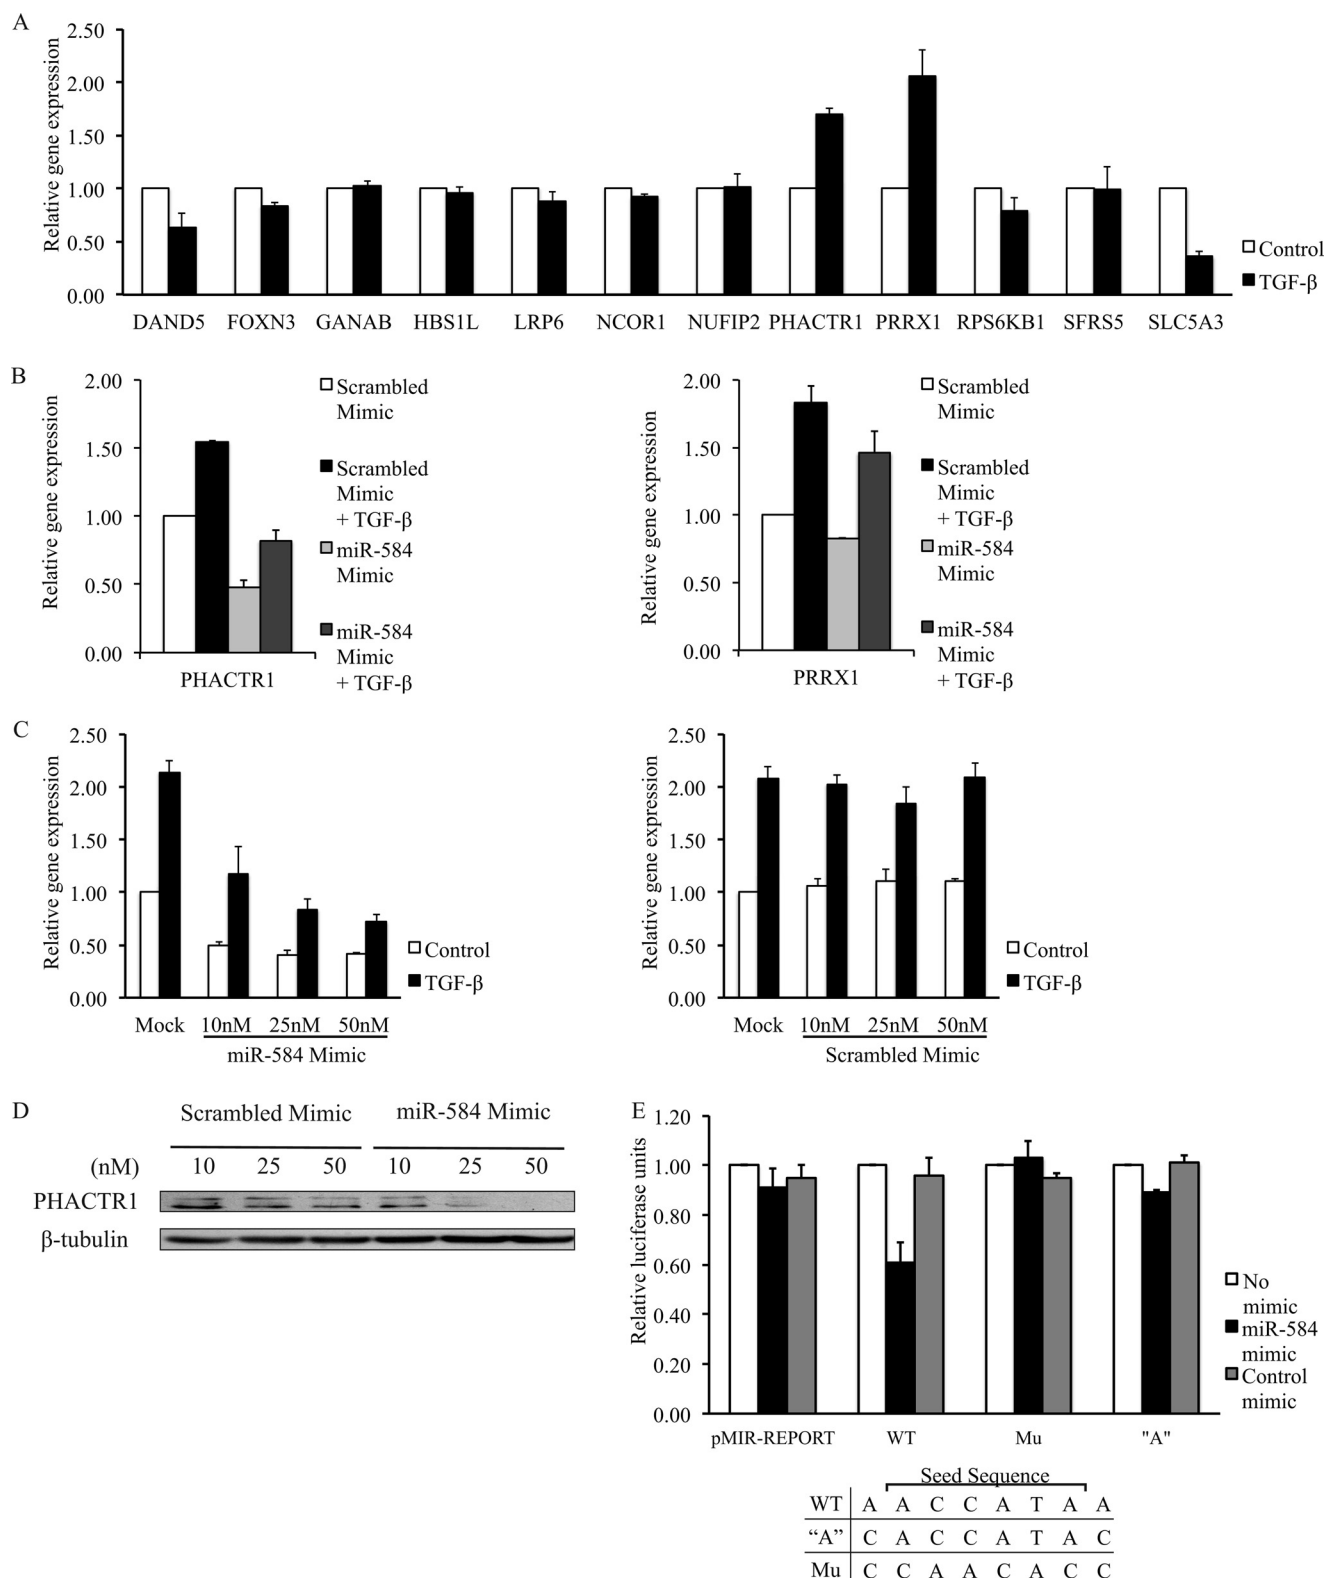 A
Relative gene expression
2.50
2.00
1.50
1.00
0.50
0.00
DAND5 FOXN3 GANAB HBS1L LRP6 NCOR1 NUFIP2 PHACTR1 PRRX1 RPS6KB1 SFRS5 SLC5A3
Control
TGF-β
B
Relative gene expression
2.00
1.50
1.00
0.50
0.00
PHACTR1
Scrambled
Mimic
Scrambled
Mimic
+ TGF-β
miR-584
Mimic
miR-584
Mimic
+ TGF-β
Relative gene expression
2.00
1.50
1.00
0.50
0.00
PRRX1
Scrambled
Mimic
Scrambled
Mimic
+ TGF-β
miR-584
Mimic
miR-584
Mimic
+ TGF-β
C
Relative gene expression
2.50
2.00
1.50
1.00
0.50
0.00
Mock 10nM 25nM 50nM
miR-584 Mimic
Control
TGF-β
Relative gene expression
2.50
2.00
1.50
1.00
0.50
0.00
Mock 10nM 25nM 50nM
Scrambled Mimic
Control
TGF-β
D
Scrambled Mimic miR-584 Mimic
(nM) 10 25 50 10 25 50
PHACTR1
β-tubulin
E
Relative luciferase units
1.20
1.00
0.80
0.60
0.40
0.20
0.00
pMIR-REPORT WT Mu "A"
No
mimic
miR-584
mimic
Control
mimic
Seed Sequence
WT A A C C A T A A
“A” C A C C A T A C
Mu C C A A C A C C